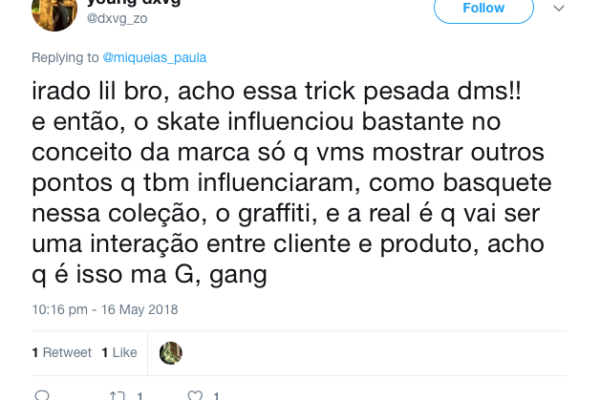 young dxvg
@dxvg_zo
Follow
Replying to @miqueias_paula
irado lil bro, acho essa trick pesada dms!!
e então, o skate influenciou bastante no
conceito da marca só q vms mostrar outros
pontos q tbm influenciaram, como basquete
nessa coleção, o graffiti, e a real é q vai ser
uma interação entre cliente e produto, acho
q é isso ma G, gang
10:16 pm - 16 May 2018
1 Retweet 1 Like
1 1